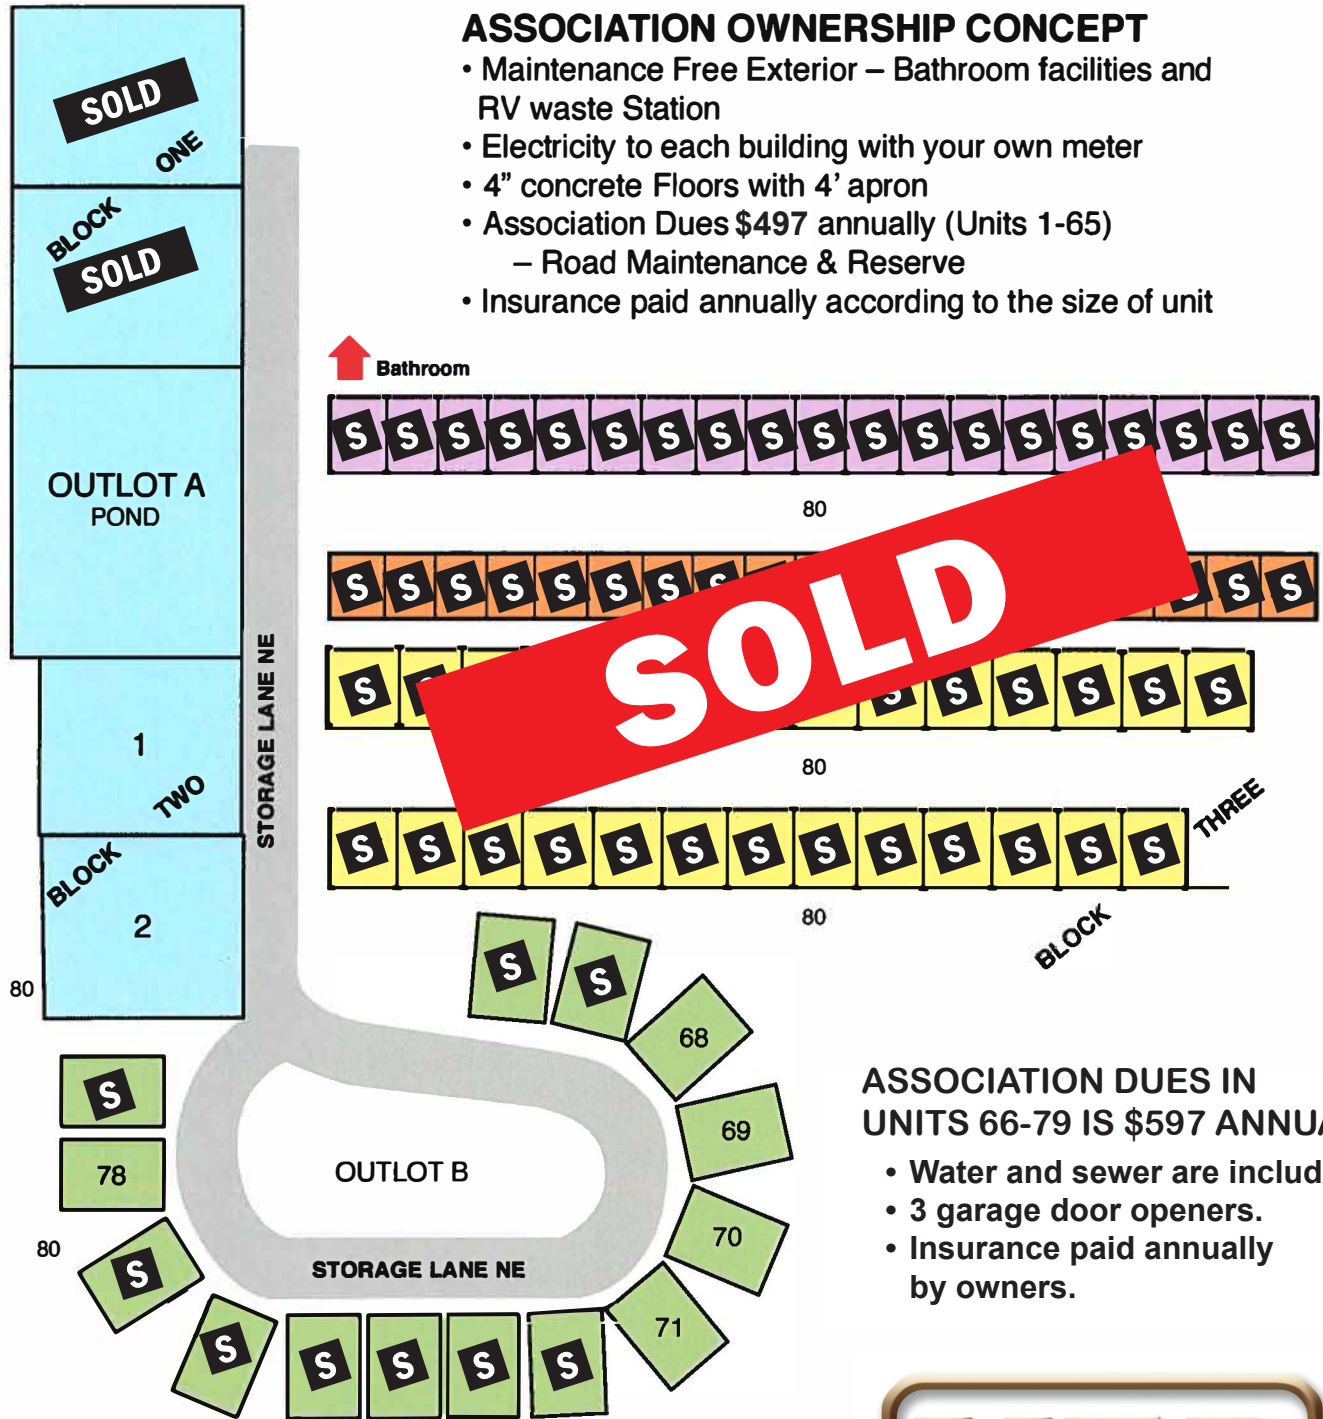 ASSOCIATION OWNERSHIP CONCEPT
• Maintenance Free Exterior – Bathroom facilities and
RV waste Station
• Electricity to each building with your own meter
• 4” concrete Floors with 4’ apron
• Association Dues $497 annually (Units 1-65)
– Road Maintenance & Reserve
• Insurance paid annually according to the size of unit
SOLD
ONE
BLOCK
SOLD
OUTLOT A
POND
1
TWO
BLOCK
2
80
STORAGE LANE NE
Bathroom
S S S S S S S S S S S S S S S S S S S
80
S S S S S S S S
S S S
SOLD
S S
S S S S S S
80
S S S S S S S S S S S S S
THREE
80
BLOCK
S
S
68
69
70
71
S
S
S
S
S
S
78
S
80
OUTLOT B
STORAGE LANE NE
ASSOCIATION DUES IN
UNITS 66-79 IS $597 ANNUA
• Water and sewer are includ
• 3 garage door openers.
• Insurance paid annually
by owners.